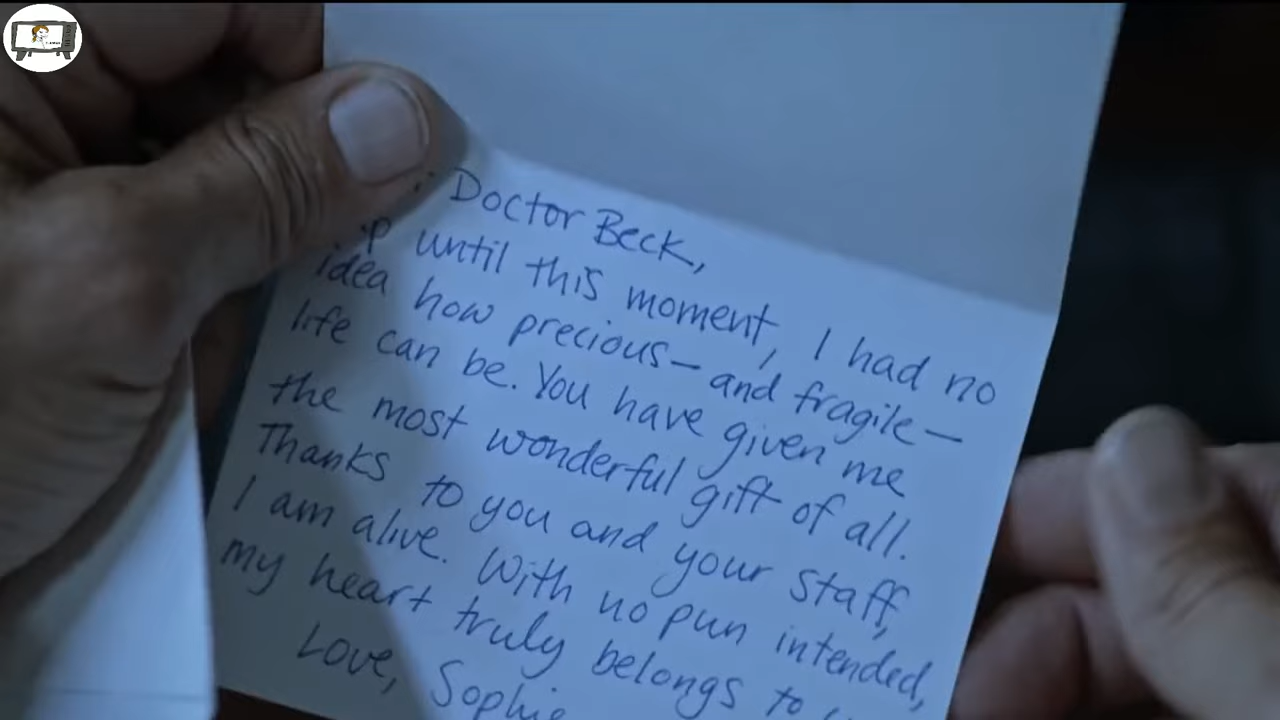 Doctor Beck,
until this moment, I had no
idea how precious— and fragile—
life can be. You have given me
the most wonderful gift of all.
Thanks to you and your staff,
I am alive. With no pun intended,
my heart truly belongs to
Love, Sophie